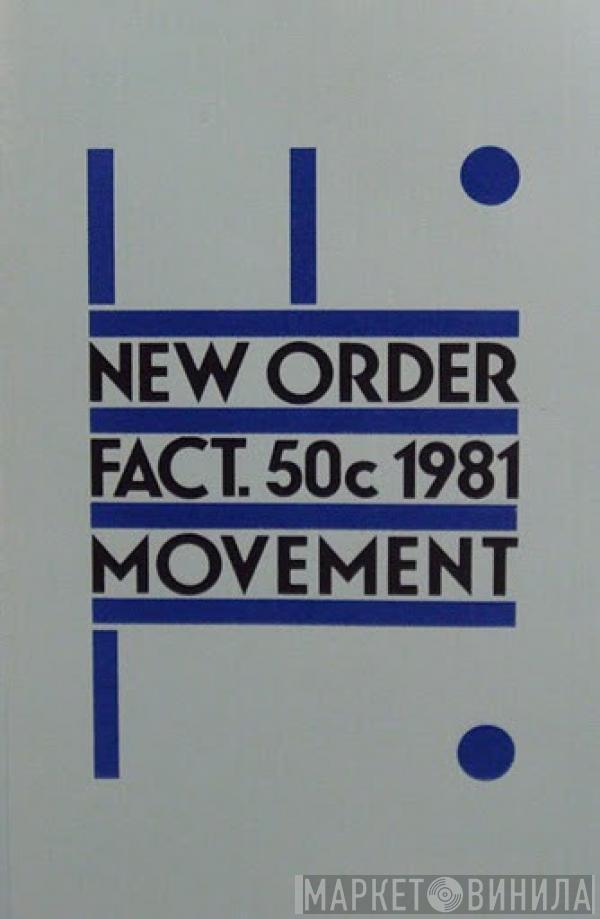 NEW ORDER
FACT. 50c 1981
MOVEMENT
МАРКЕТ ВИНИЛА